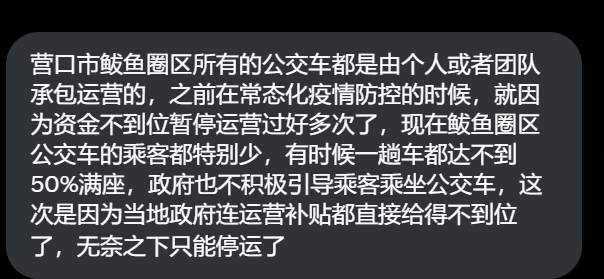 营口市鲅鱼圈区所有的公交车都是由个人或者团队
承包运营的，之前在常态化疫情防控的时候，就因
为资金不到位暂停运营过好多次了，现在鲅鱼圈区
公交车的乘客都特别少，有时候一趟车都达不到
50%满座，政府也不积极引导乘客乘坐公交车，这
次是因为当地政府连运营补贴都直接给得不到位
了，无奈之下只能停运了